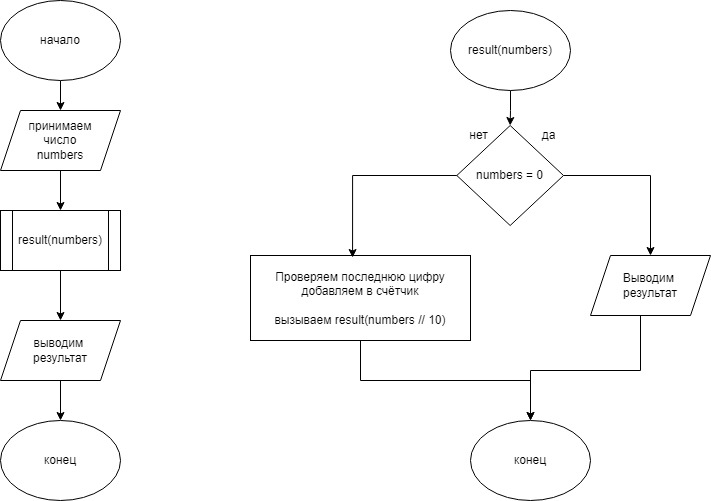 начало
принимаем
число
numbers
result(numbers)
выводим
результат
конец
result(numbers)
нет
да
numbers = 0
Проверяем последнюю цифру
добавляем в счётчик
вызываем result(numbers // 10)
Выводим
результат
конец